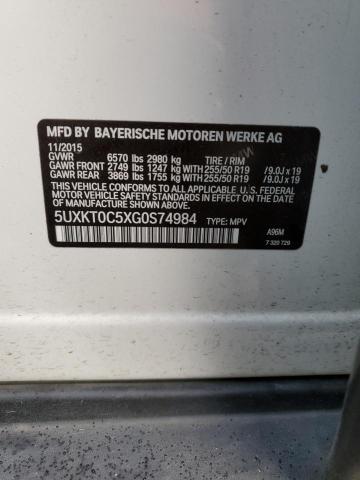 MFD BY BAYERISCHE MOTOREN WERKE AG
11/2015
GVWR 6570 lbs 2980 kg TIRE / RIM
GAWR FRONT 2749 lbs 1247 kg WITH 255/50 R19 /9.0J x 19
GAWR REAR 3869 lbs 1755 kg WITH 255/50 R19 /9.0J x 19
THIS VEHICLE CONFORMS TO ALL APPLICABLE FEDERAL
MOTOR VEHICLE SAFETY STANDARDS IN EFFECT ON
THE DATE OF MANUFACTURE SHOWN ABOVE.
5UXKT0C5XG0S74984 TYPE: MPV
A96M
7 320 729